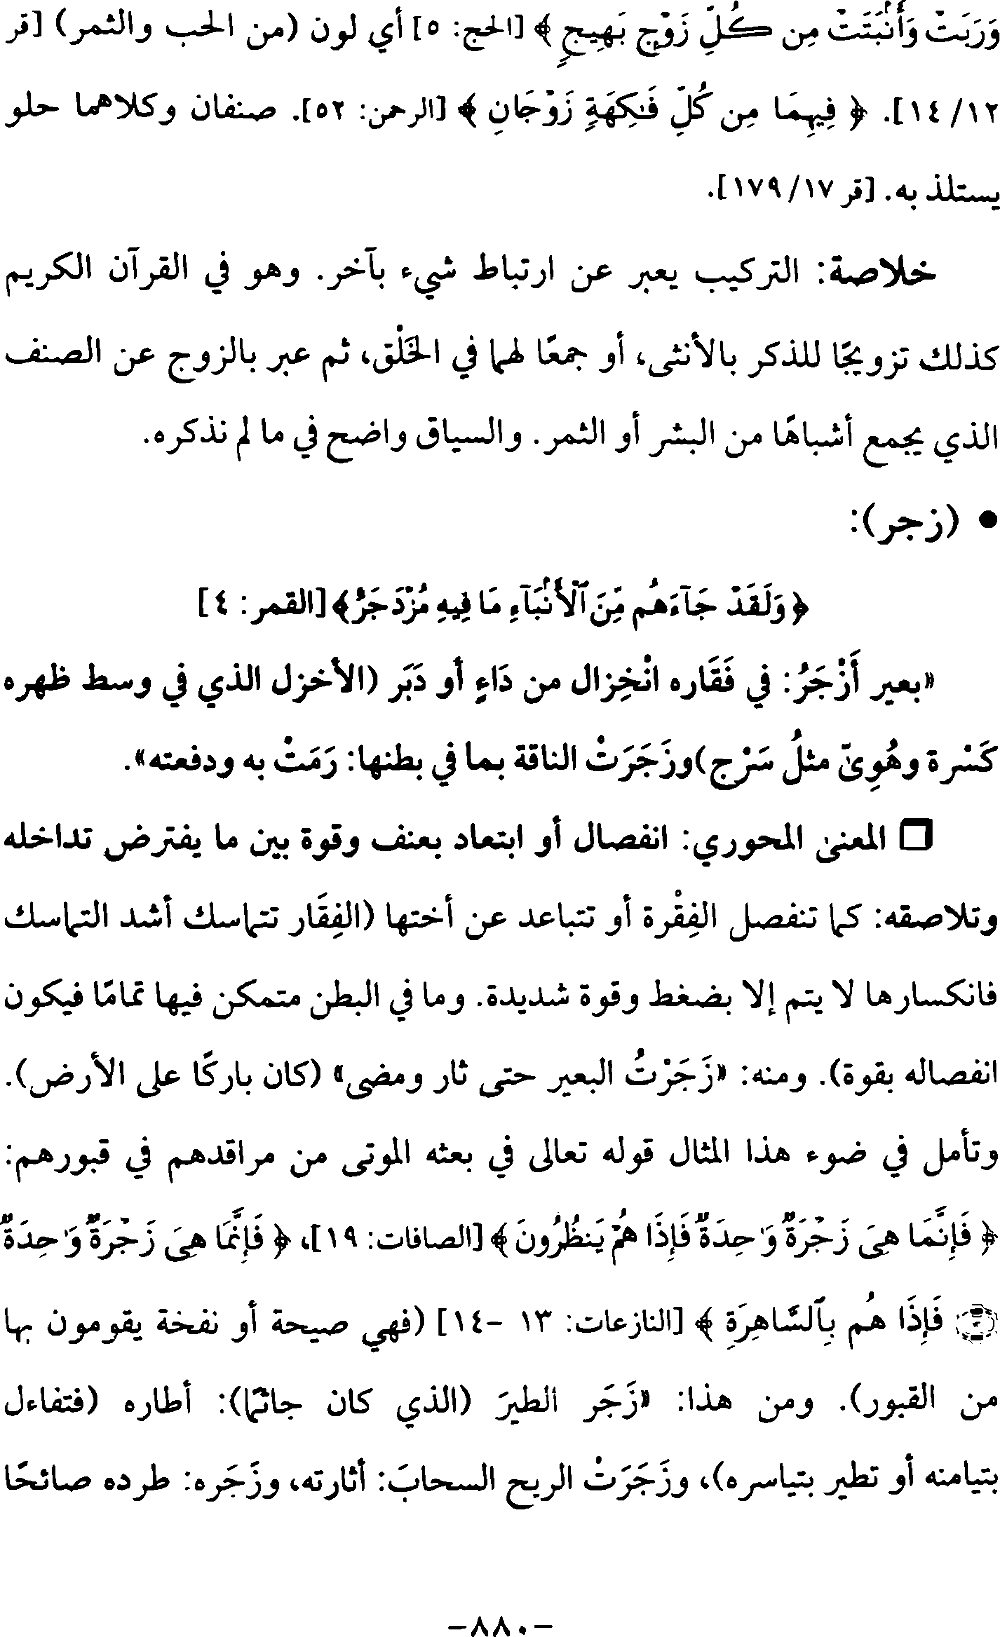 وَرَبَتْ وَأَنۢبَتَتْ مِن كُلِّ زَوْجٍۭ بَهِيجٍ ﴾ [الحج: ٥] أي لون (من الحب والثمر) [قر
١٤/١٢]. ﴿ فِيهِمَا مِن كُلِّ فَـٰكِهَةٍ زَوْجَانِ ﴾ [الرحمن: ٥٢]. صنفان وكلاهما حلو
يستلذ به. [قر ١٧٩/١٧].
خلاصة: التركيب يعبر عن ارتباط شيء بآخر. وهو في القرآن الكريم
كذلك تزويجًا للذكر بالأنثى، أو جمعًا لهما في الخَلْق، ثم عبر بالزوج عن الصنف
الذي يجمع أشباهًا من البشر أو الثمر. والسياق واضح في ما لم نذكره.
• (زجر):
﴿ وَلَقَدْ جَآءَهُم مِّنَ ٱلْأَنۢبَآءِ مَا فِيهِ مُزْدَجَرٌ ﴾ [القمر: ٤]
«بعير أَزْجَرُ: في فَقَاره انْخِزال من دَاءٍ أو دَبَر (الأخزل الذي في وسط ظهره
كَسْرة وهُوِىّ مثلُ سَرْج) وزَجَرَتْ الناقة بما في بطنها: رَمَتْ به ودفعته».
❒ المعنى المحوري: انفصال أو ابتعاد بعنف وقوة بين ما يفترض تداخله
وتلاصقه: كما تنفصل الفِقْرة أو تتباعد عن أختها (الفِقَار تتماسك أشد التماسك
فانكسارها لا يتم إلا بضغط وقوة شديدة. وما في البطن متمكن فيها تمامًا فيكون
انفصاله بقوة). ومنه: «زَجَرْتُ البعير حتى ثار ومضى» (كان باركًا على الأرض).
وتأمل في ضوء هذا المثال قوله تعالى في بعثه الموتى من مراقدهم في قبورهم:
﴿ فَإِنَّمَا هِىَ زَجْرَةٌ وَٰحِدَةٌ فَإِذَا هُمْ يَنظُرُونَ ﴾ [الصافات: ١٩]، ﴿ فَإِنَّمَا هِىَ زَجْرَةٌ وَٰحِدَةٌ
۝ فَإِذَا هُم بِٱلسَّاهِرَةِ ﴾ [النازعات: ١٣ -١٤] (فهي صيحة أو نفخة يقومون بها
من القبور). ومن هذا: «زَجَر الطيرَ (الذي كان جاثمًا): أطاره (فتفاءل
بتيامنه أو تطير بتياسره)، وزَجَرَتْ الريح السحابَ: أثارته، وزَجَره: طرده صائحًا
-٨٨٠-